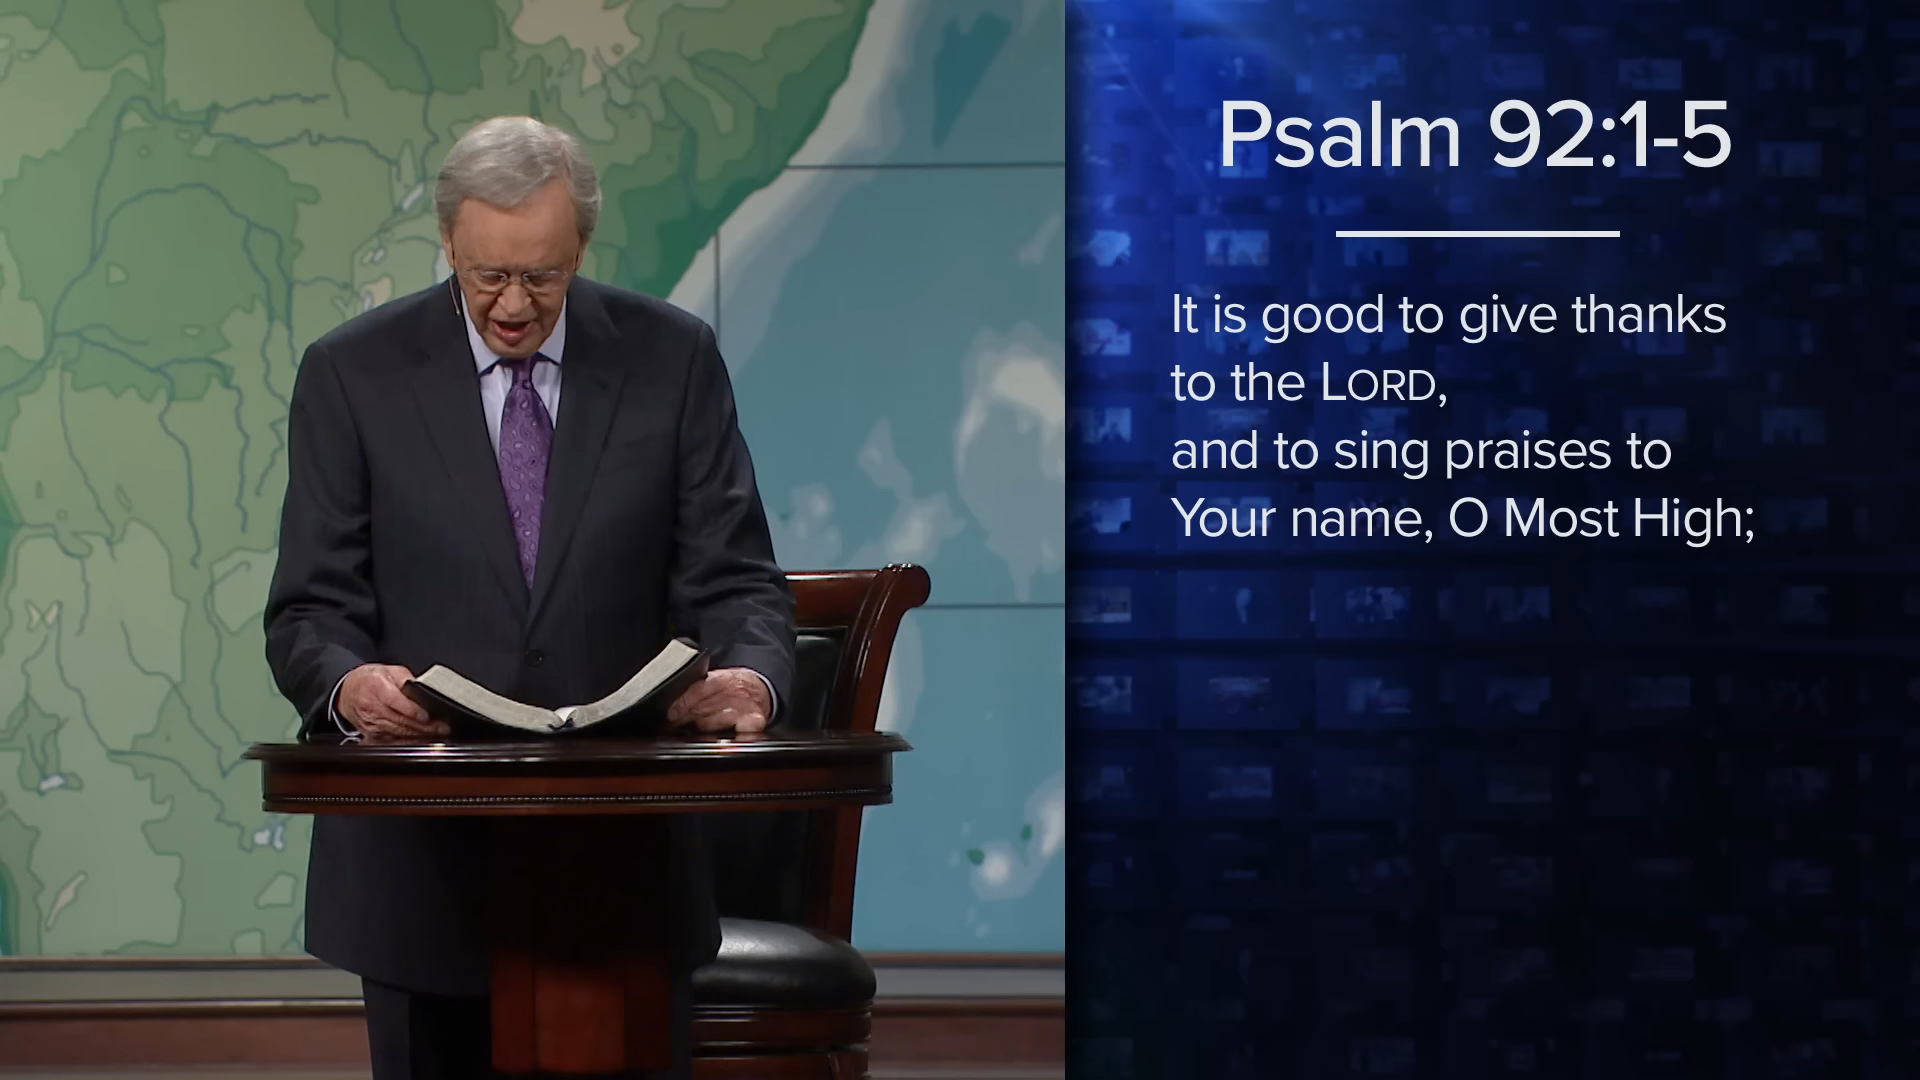 Psalm 92:1-5
It is good to give thanks
to the LORD,
and to sing praises to
Your name, O Most High;